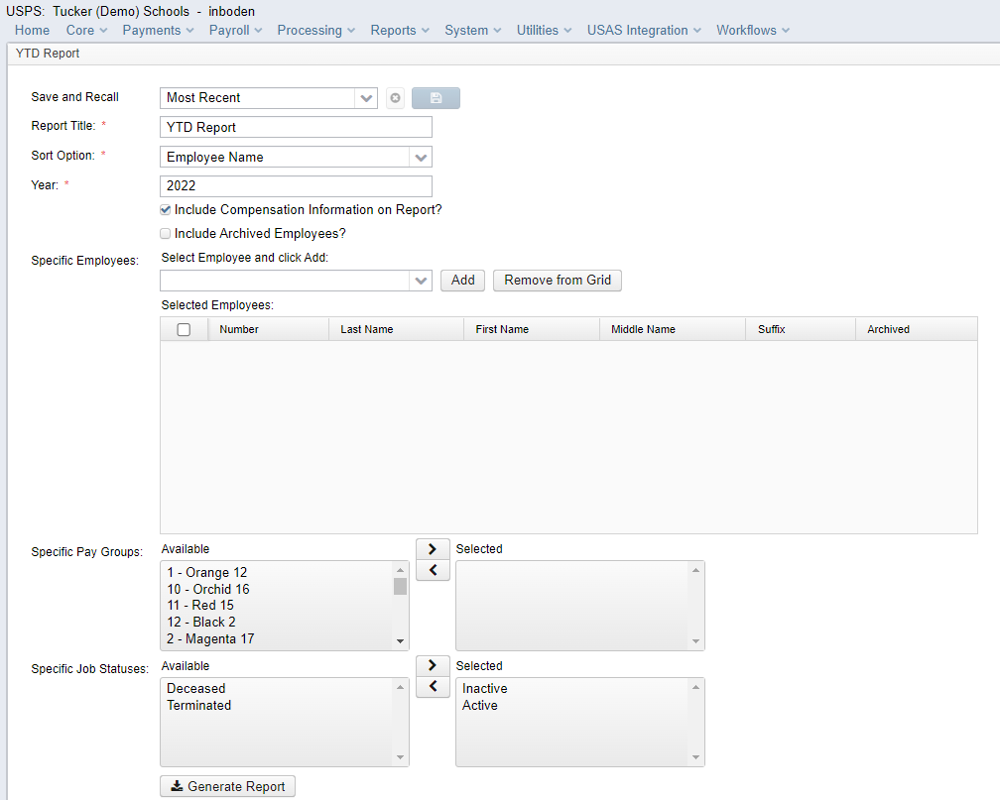 USPS: Tucker (Demo) Schools - inboden
Home Core Payments Payroll Processing Reports System Utilities USAS Integration Workflows
YTD Report
Save and Recall Most Recent
Report Title: * YTD Report
Sort Option: * Employee Name
Year: * 2022
Include Compensation Information on Report?
Include Archived Employees?
Specific Employees: Select Employee and click Add:
Add Remove from Grid
Selected Employees:
Number Last Name First Name Middle Name Suffix Archived
Specific Pay Groups: Available Selected
1 - Orange 12
10 - Orchid 16
11 - Red 15
12 - Black 2
2 - Magenta 17
Specific Job Statuses: Available Selected
Deceased Inactive
Terminated Active
Generate Report